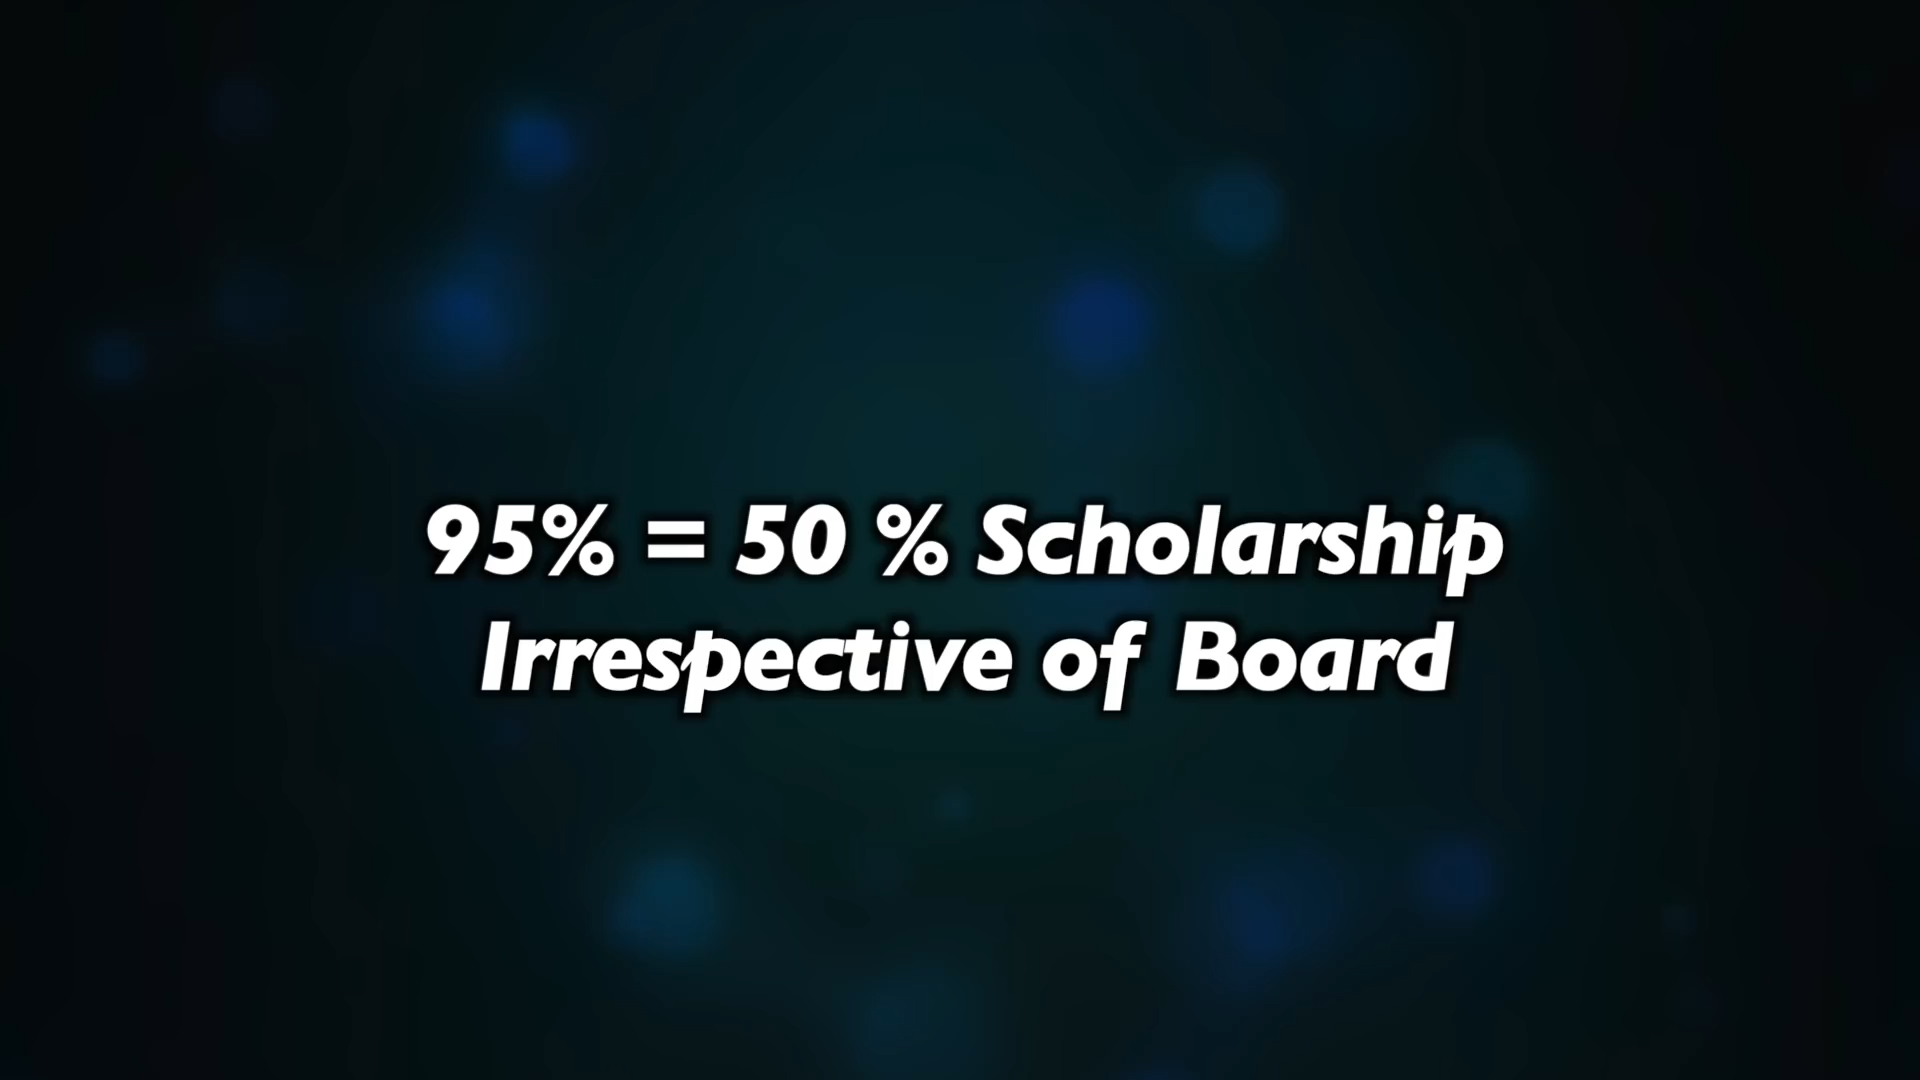 95% = 50 % Scholarship
Irrespective of Board